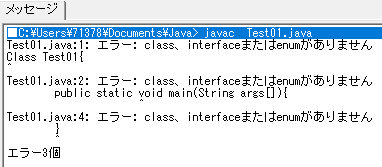 メッセージ
C:¥Users¥71378¥Documents¥Java> javac  Test01.java
Test01.java:1: エラー: class、interfaceまたはenumがありません
Class Test01{
^
Test01.java:2: エラー: class、interfaceまたはenumがありません
        public static void main(String args[]){
                      ^
Test01.java:4: エラー: class、interfaceまたはenumがありません
        }
        ^
エラー3個